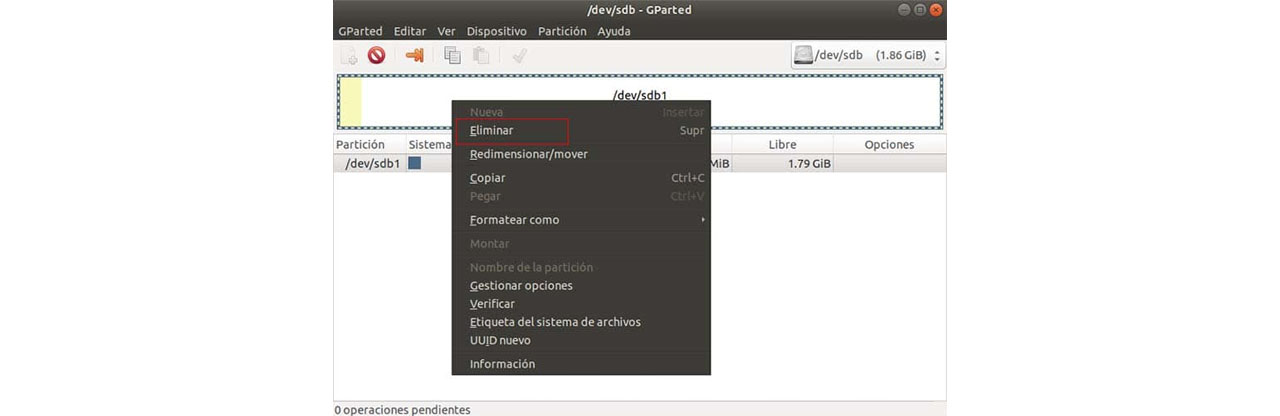 /dev/sdb - GParted
GParted Editar Ver Dispositivo Partición Ayuda
/dev/sdb (1.86 GiB)
/dev/sdb1
Partición Sistema Libre Opciones
/dev/sdb1 MiB 1.79 GiB
Nueva Insertar
Eliminar Supr
Redimensionar/mover
Copiar Ctrl+C
Pegar Ctrl+V
Formatear como
Montar
Nombre de la partición
Gestionar opciones
Verificar
Etiqueta del sistema de archivos
UUID nuevo
Información
0 operaciones pendientes